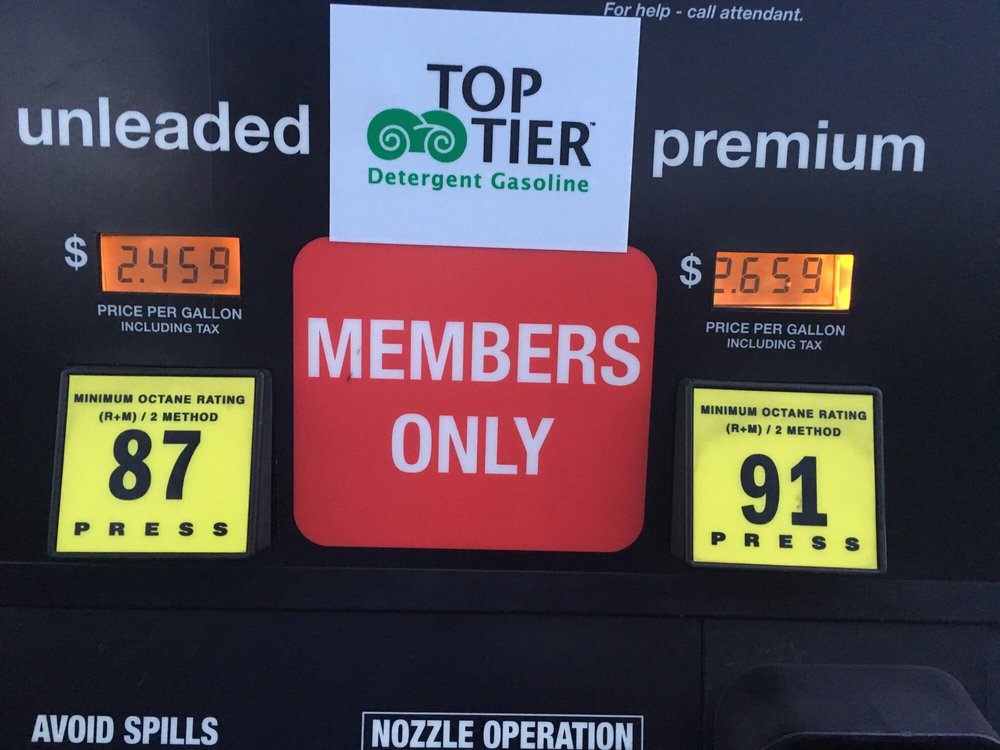 For help - call attendant.
TOP
TIER™
Detergent Gasoline
unleaded
premium
$ 2.459
PRICE PER GALLON
INCLUDING TAX
$ 2.659
PRICE PER GALLON
INCLUDING TAX
MEMBERS
ONLY
MINIMUM OCTANE RATING
(R+M) / 2 METHOD
87
PRESS
MINIMUM OCTANE RATING
(R+M) / 2 METHOD
91
PRESS
AVOID SPILLS
NOZZLE OPERATION